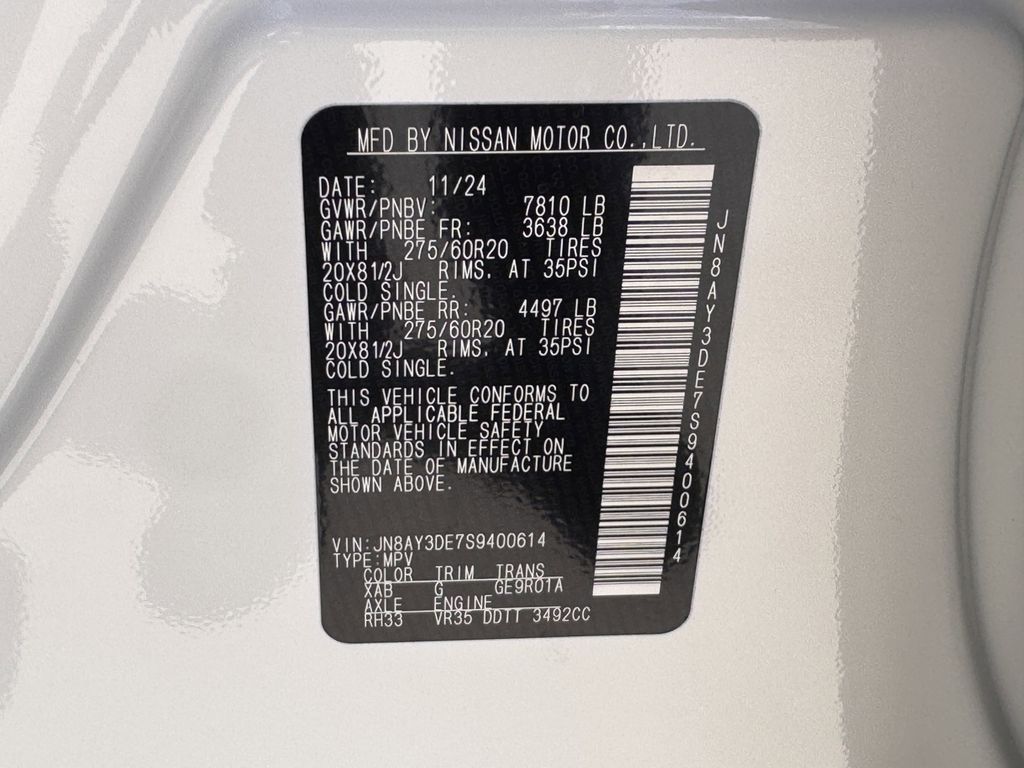 MFD BY NISSAN MOTOR CO.,LTD.
DATE: 11/24
GVWR/PNBV: 7810 LB
GAWR/PNBE FR: 3638 LB
WITH 275/60R20 TIRES
20X81/2J RIMS. AT 35PSI
COLD SINGLE.
GAWR/PNBE RR: 4497 LB
WITH 275/60R20 TIRES
20X81/2J RIMS. AT 35PSI
COLD SINGLE.
THIS VEHICLE CONFORMS TO
ALL APPLICABLE FEDERAL
MOTOR VEHICLE SAFETY
STANDARDS IN EFFECT ON
THE DATE OF MANUFACTURE
SHOWN ABOVE.
VIN:JN8AY3DE7S9400614
TYPE:MPV
COLOR TRIM TRANS
XAB G GE9R01A
AXLE ENGINE
RH33 VR35 DDTT 3492CC
JN8AY3DE7S9400614